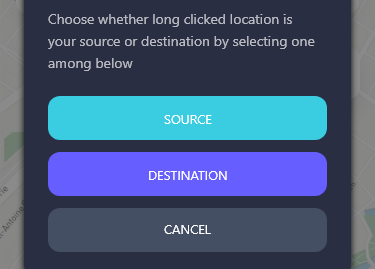 Choose whether long clicked location is
your source or destination by selecting one
among below
SOURCE
DESTINATION
CANCEL